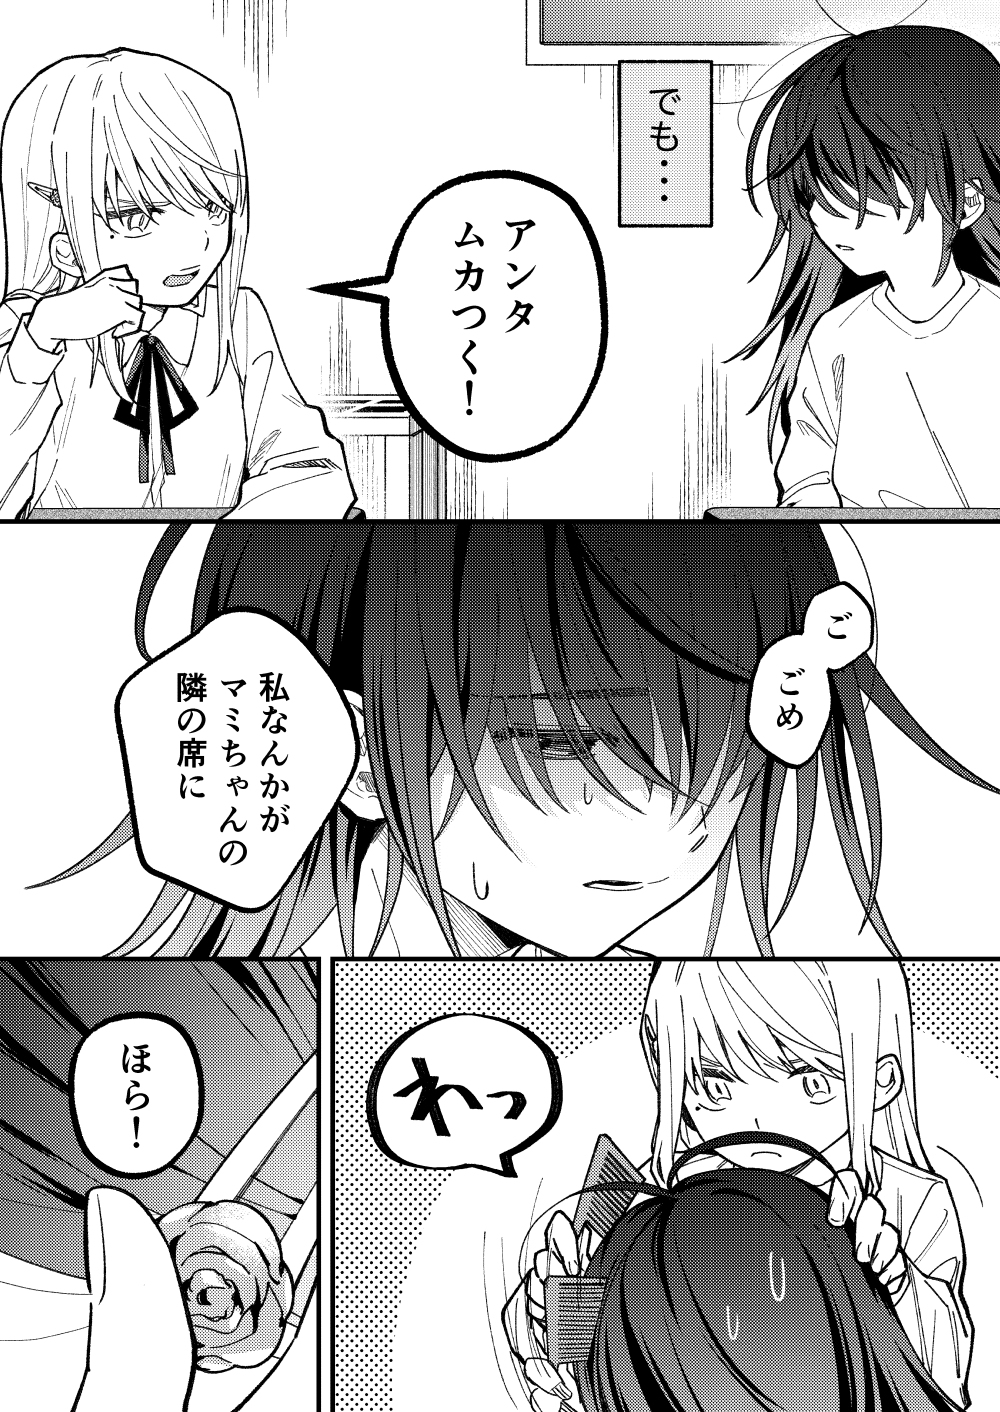 でも・・・
アンタ
ムカつく！
ご
ごめ
私なんかが
マミちゃんの
隣の席に
わっ
ほら！